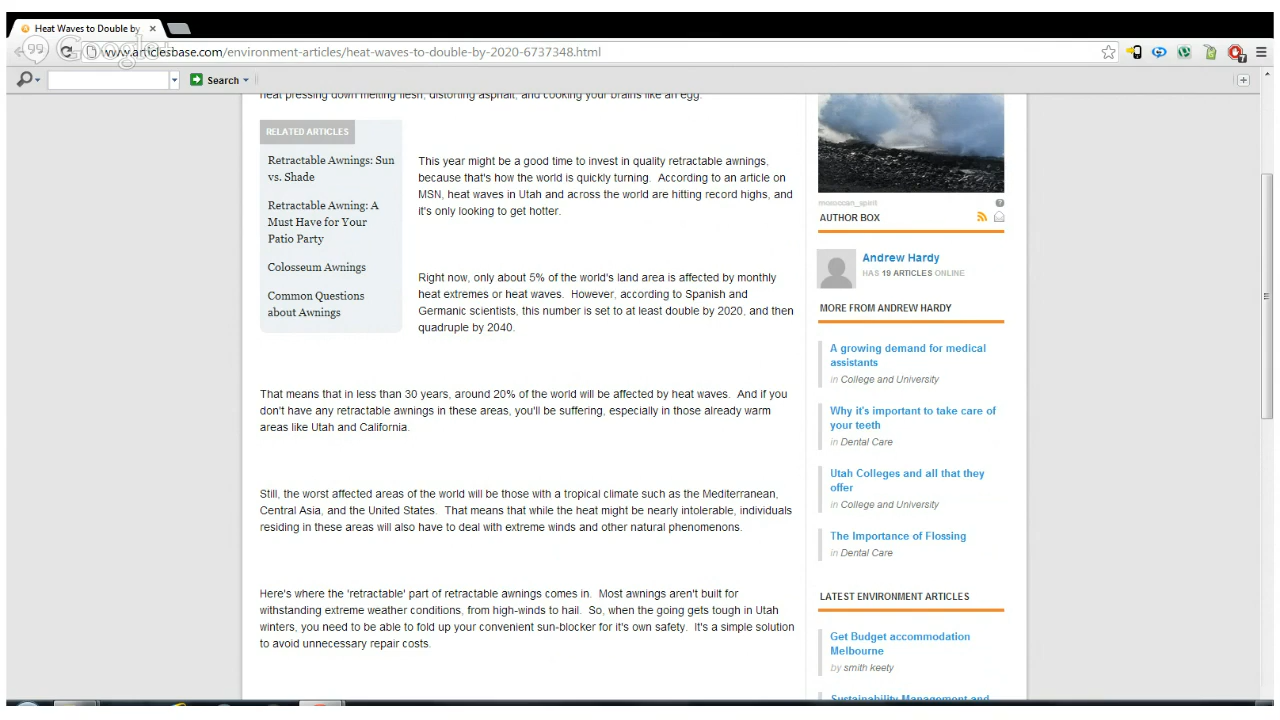 Heat Waves to Double by
99 Google+
www.articlesbase.com/environment-articles/heat-waves-to-double-by-2020-6737348.html
7
Search
heat pressing down melting flesh, distorting asphalt, and cooking your brains like an egg.
RELATED ARTICLES
Retractable Awnings: Sun
vs. Shade
Retractable Awning: A
Must Have for Your
Patio Party
Colosseum Awnings
Common Questions
about Awnings
This year might be a good time to invest in quality retractable awnings,
because that's how the world is quickly turning. According to an article on
MSN, heat waves in Utah and across the world are hitting record highs, and
it's only looking to get hotter.
Right now, only about 5% of the world's land area is affected by monthly
heat extremes or heat waves. However, according to Spanish and
Germanic scientists, this number is set to at least double by 2020, and then
quadruple by 2040.
That means that in less than 30 years, around 20% of the world will be affected by heat waves. And if you
don't have any retractable awnings in these areas, you'll be suffering, especially in those already warm
areas like Utah and California.
Still, the worst affected areas of the world will be those with a tropical climate such as the Mediterranean,
Central Asia, and the United States. That means that while the heat might be nearly intolerable, individuals
residing in these areas will also have to deal with extreme winds and other natural phenomenons.
Here's where the 'retractable' part of retractable awnings comes in. Most awnings aren't built for
withstanding extreme weather conditions, from high-winds to hail. So, when the going gets tough in Utah
winters, you need to be able to fold up your convenient sun-blocker for it's own safety. It's a simple solution
to avoid unnecessary repair costs.
moroccan_spirit
AUTHOR BOX
Andrew Hardy
HAS 19 ARTICLES ONLINE
MORE FROM ANDREW HARDY
A growing demand for medical
assistants
in College and University
Why it's important to take care of
your teeth
in Dental Care
Utah Colleges and all that they
offer
in College and University
The Importance of Flossing
in Dental Care
LATEST ENVIRONMENT ARTICLES
Get Budget accommodation
Melbourne
by smith keety
Sustainability Management and